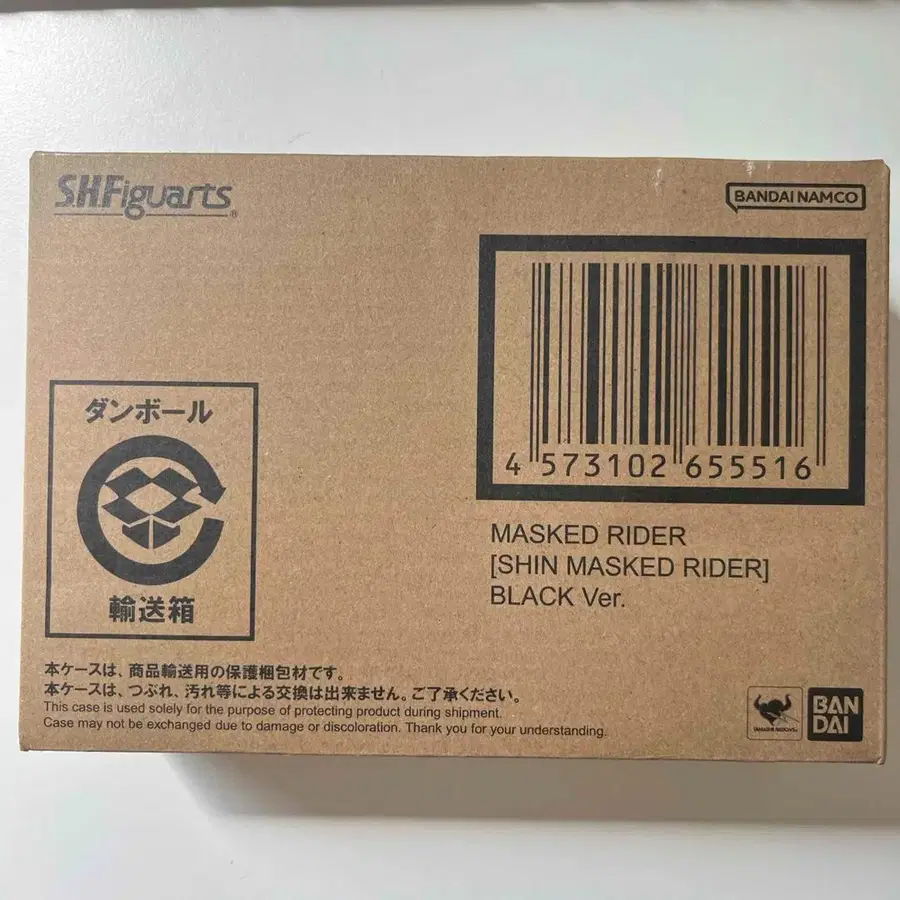 S.H.Figuarts®
BANDAI NAMCO
4 573102 655516
MASKED RIDER
[SHIN MASKED RIDER]
BLACK Ver.
ダンボール
輸送箱
本ケースは、商品輸送用の保護梱包材です。
本ケースは、つぶれ、汚れ等による交換は出来ません。ご了承ください。
This case is used solely for the purpose of protecting product during shipment.
Case may not be exchanged due to damage or discoloration. Thank you for your understanding.
TAMASHII NATIONS
BAN
DAI